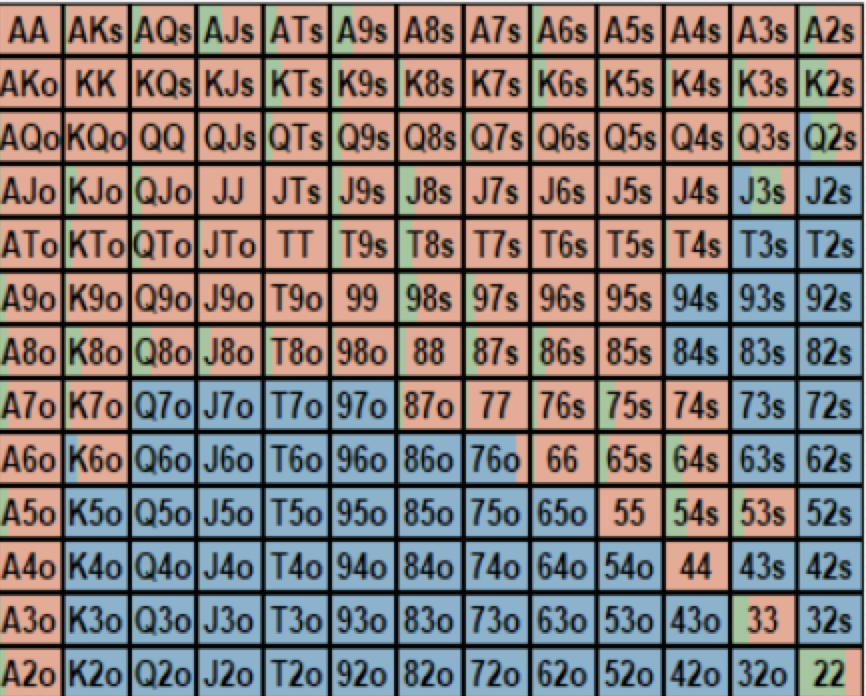 AA AKs AQs AJs ATs A9s A8s A7s A6s A5s A4s A3s A2s
AKo KK KQs KJs KTs K9s K8s K7s K6s K5s K4s K3s K2s
AQo KQo QQ QJs QTs Q9s Q8s Q7s Q6s Q5s Q4s Q3s Q2s
AJo KJo QJo JJ JTs J9s J8s J7s J6s J5s J4s J3s J2s
ATo KTo QTo JTo TT T9s T8s T7s T6s T5s T4s T3s T2s
A9o K9o Q9o J9o T9o 99 98s 97s 96s 95s 94s 93s 92s
A8o K8o Q8o J8o T8o 98o 88 87s 86s 85s 84s 83s 82s
A7o K7o Q7o J7o T7o 97o 87o 77 76s 75s 74s 73s 72s
A6o K6o Q6o J6o T6o 96o 86o 76o 66 65s 64s 63s 62s
A5o K5o Q5o J5o T5o 95o 85o 75o 65o 55 54s 53s 52s
A4o K4o Q4o J4o T4o 94o 84o 74o 64o 54o 44 43s 42s
A3o K3o Q3o J3o T3o 93o 83o 73o 63o 53o 43o 33 32s
A2o K2o Q2o J2o T2o 92o 82o 72o 62o 52o 42o 32o 22